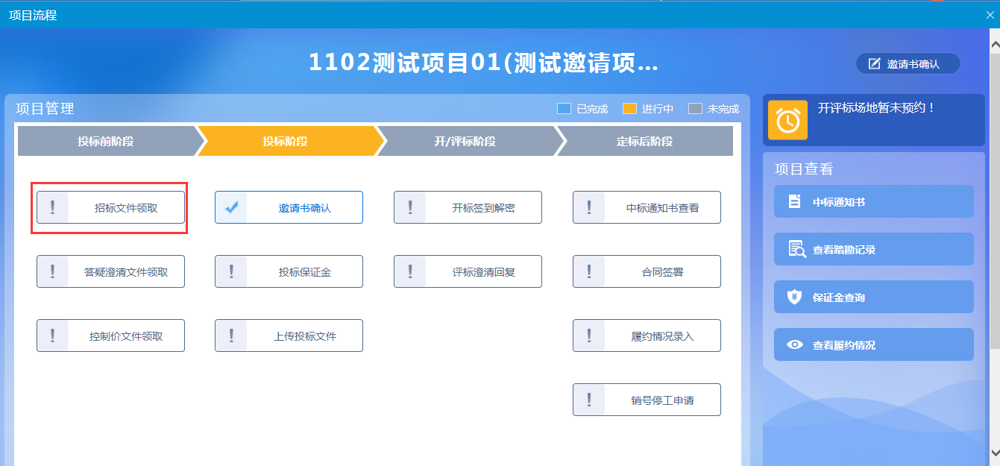 项目流程
1102测试项目01(测试邀请项...
邀请书确认
项目管理
已完成 进行中 未完成
投标前阶段 投标阶段 开/评标阶段 定标后阶段
招标文件领取 邀请书确认 开标签到解密 中标通知书查看
答疑澄清文件领取 投标保证金 评标澄清回复 合同签署
控制价文件领取 上传投标文件 履约情况录入
销号停工申请
开评标场地暂未预约！
项目查看
中标通知书
查看踏勘记录
保证金查询
查看履约情况